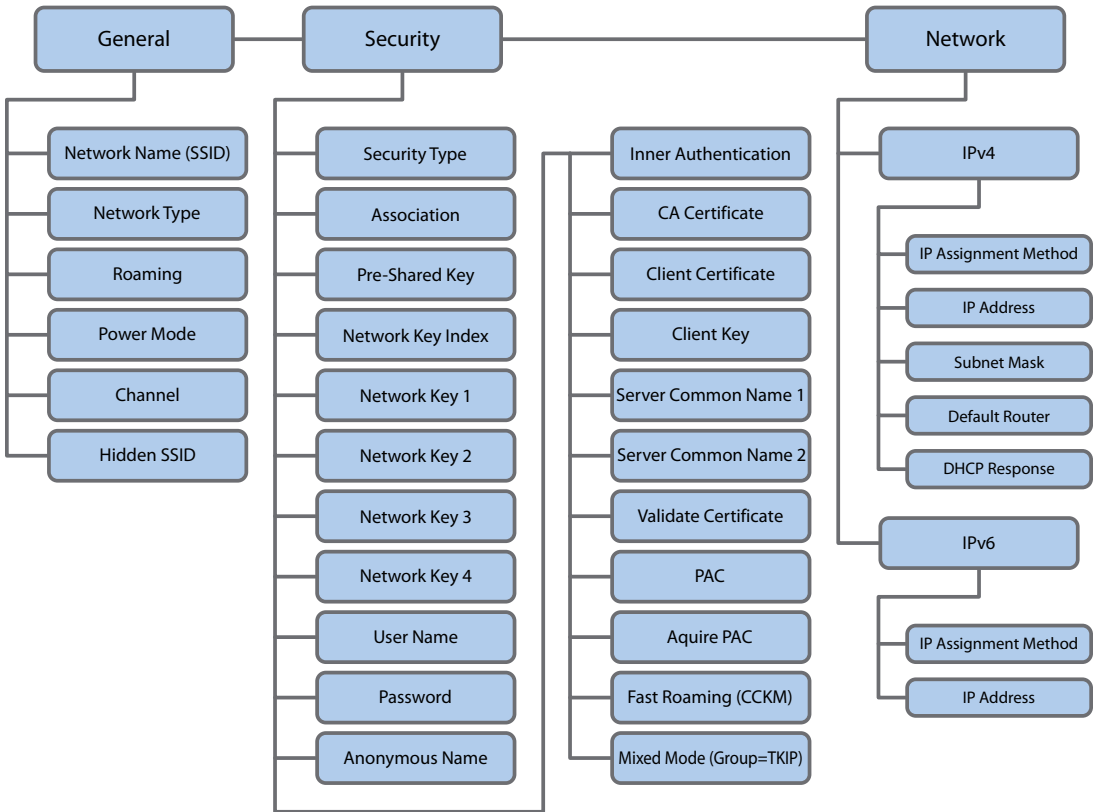 General
Security
Network
Network Name (SSID)
Network Type
Roaming
Power Mode
Channel
Hidden SSID
Security Type
Association
Pre-Shared Key
Network Key Index
Network Key 1
Network Key 2
Network Key 3
Network Key 4
User Name
Password
Anonymous Name
Inner Authentication
CA Certificate
Client Certificate
Client Key
Server Common Name 1
Server Common Name 2
Validate Certificate
PAC
Aquire PAC
Fast Roaming (CCKM)
Mixed Mode (Group=TKIP)
IPv4
IP Assignment Method
IP Address
Subnet Mask
Default Router
DHCP Response
IPv6
IP Assignment Method
IP Address